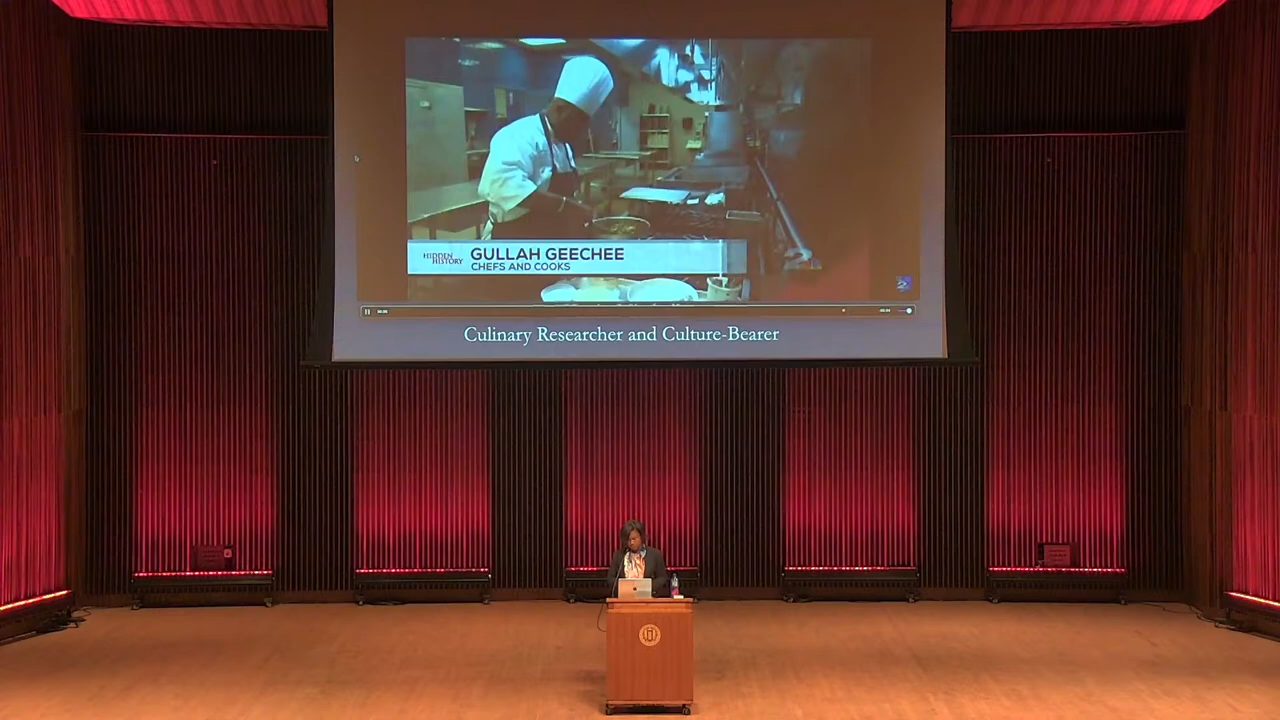 HIDDEN
HISTORY
GULLAH GEECHEE
CHEFS AND COOKS
Culinary Researcher and Culture-Bearer